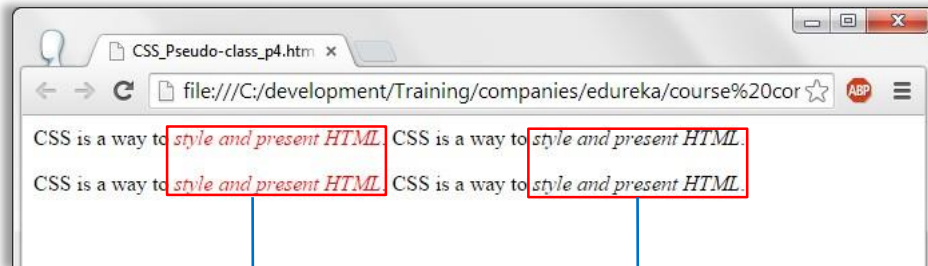 CSS_Pseudo-class_p4.htm
file:///C:/development/Training/companies/edureka/course%20cor
ABP
CSS is a way to style and present HTML. CSS is a way to style and present HTML.
CSS is a way to style and present HTML. CSS is a way to style and present HTML.